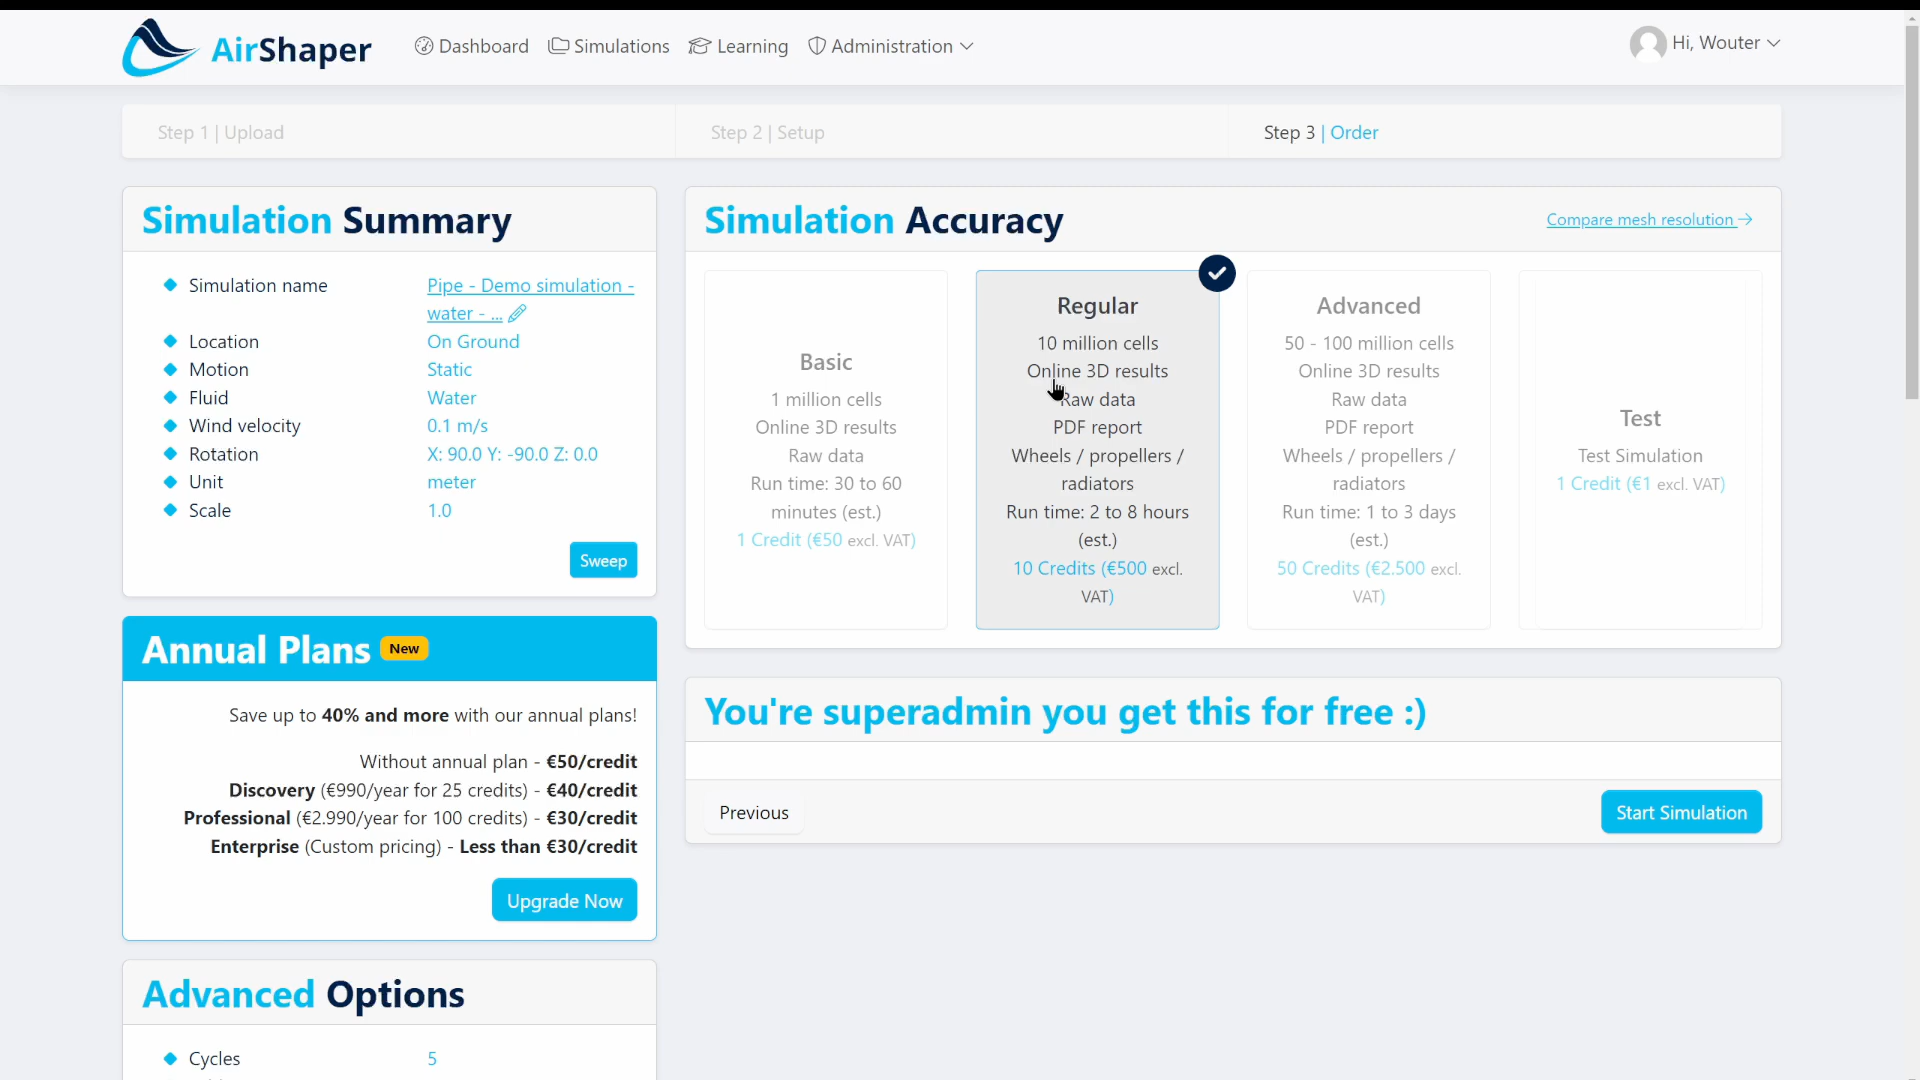 AirShaper
Dashboard
Simulations
Learning
Administration
Hi, Wouter
Step 1 | Upload
Step 2 | Setup
Step 3 | Order
Simulation Summary
Simulation name
Pipe - Demo simulation -
water - ...
Location
On Ground
Motion
Static
Fluid
Water
Wind velocity
0.1 m/s
Rotation
X: 90.0 Y: -90.0 Z: 0.0
Unit
meter
Scale
1.0
Sweep
Annual Plans New
Save up to 40% and more with our annual plans!
Without annual plan - €50/credit
Discovery (€990/year for 25 credits) - €40/credit
Professional (€2.990/year for 100 credits) - €30/credit
Enterprise (Custom pricing) - Less than €30/credit
Upgrade Now
Advanced Options
Cycles
5
Simulation Accuracy
Compare mesh resolution
Basic
1 million cells
Online 3D results
Raw data
Run time: 30 to 60
minutes (est.)
1 Credit (€50 excl. VAT)
Regular
10 million cells
Online 3D results
Raw data
PDF report
Wheels / propellers /
radiators
Run time: 2 to 8 hours
(est.)
10 Credits (€500 excl.
VAT)
Advanced
50 - 100 million cells
Online 3D results
Raw data
PDF report
Wheels / propellers /
radiators
Run time: 1 to 3 days
(est.)
50 Credits (€2.500 excl.
VAT)
Test
Test Simulation
1 Credit (€1 excl. VAT)
You're superadmin you get this for free :)
Previous
Start Simulation